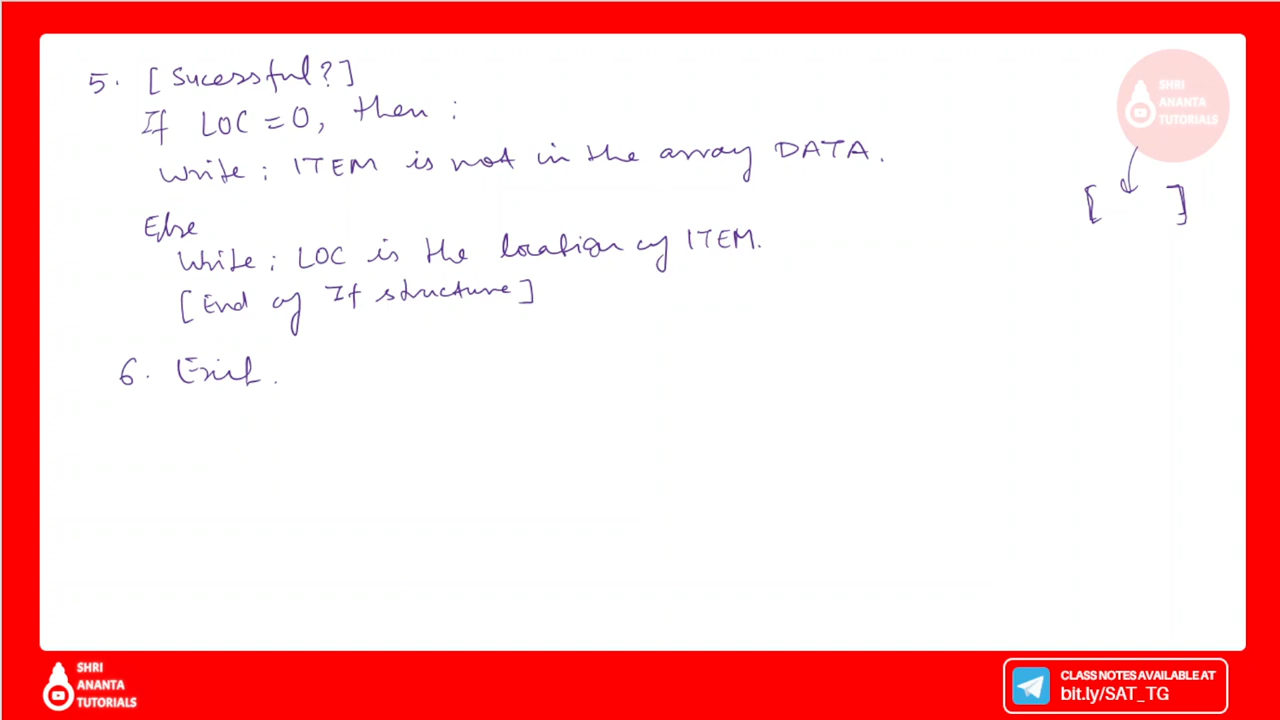 5. [Sucessful?]
If LOC = 0, then :
Write : ITEM is not in the array DATA.
Else
Write : LOC is the location of ITEM.
[End of If structure]
6. Exit.
[ ]
SHRI
ANANTA
TUTORIALS
SHRI
ANANTA
TUTORIALS
CLASS NOTES AVAILABLE AT
bit.ly/SAT_TG